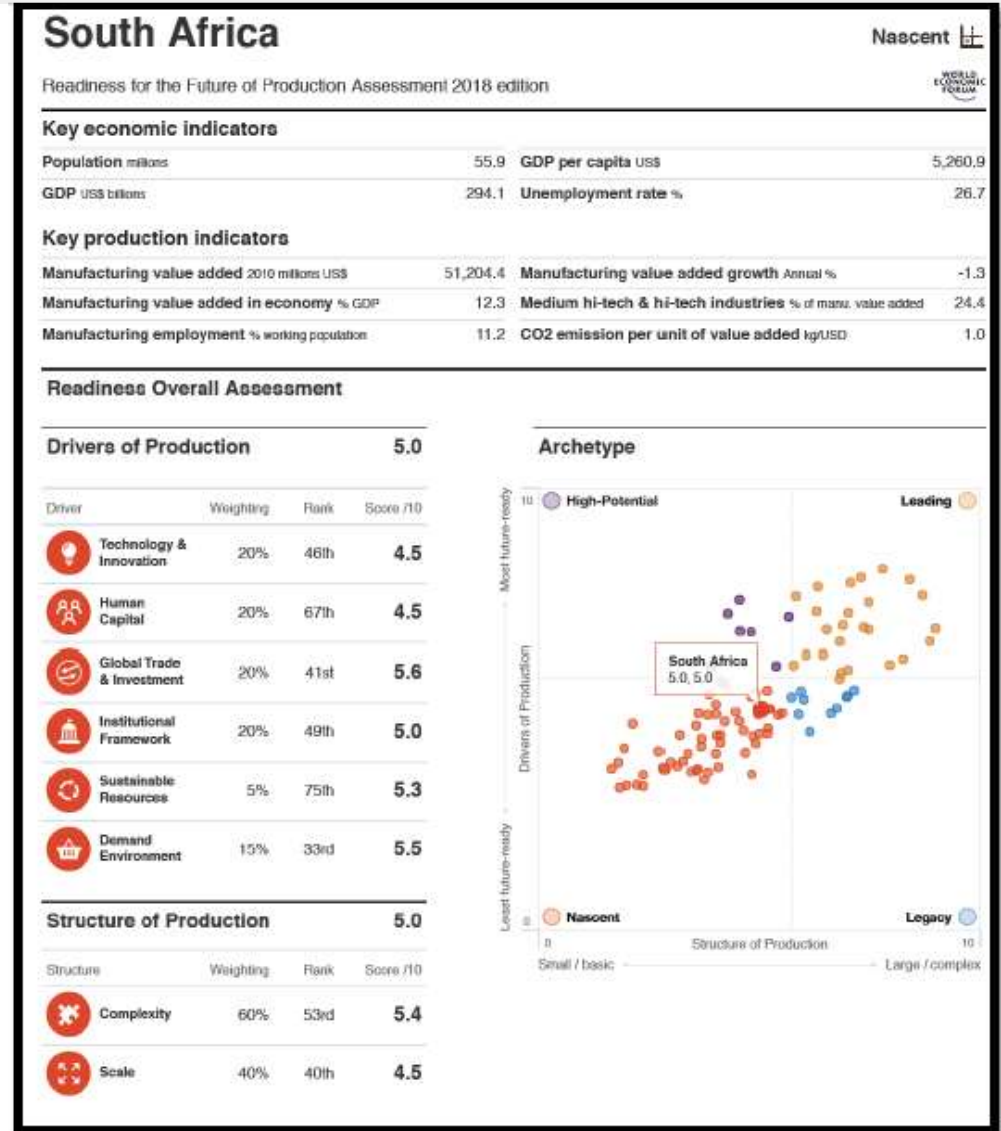 South Africa
Nascent
Readiness for the Future of Production Assessment 2018 edition
WORLD
ECONOMIC
FORUM
Key economic indicators
Population millions 55.9 GDP per capita US$ 5,260.9
GDP US$ billions 294.1 Unemployment rate % 26.7
Key production indicators
Manufacturing value added 2010 millions US$ 51,204.4 Manufacturing value added growth Annual % -1.3
Manufacturing value added in economy % GDP 12.3 Medium hi-tech & hi-tech industries % of manu. value added 24.4
Manufacturing employment % working population 11.2 CO2 emission per unit of value added kg/USD 1.0
Readiness Overall Assessment
Drivers of Production 5.0
Driver Weighting Rank Score /10
Technology &
Innovation 20% 46th 4.5
Human
Capital 20% 67th 4.5
Global Trade
& Investment 20% 41st 5.6
Institutional
Framework 20% 49th 5.0
Sustainable
Resources 5% 75th 5.3
Demand
Environment 15% 33rd 5.5
Structure of Production 5.0
Structure Weighting Rank Score /10
Complexity 60% 53rd 5.4
Scale 40% 40th 4.5
Archetype
10 High-Potential Leading
Most future-ready
Drivers of Production
Least future-ready
South Africa
5.0, 5.0
0 Nascent Legacy
0 Structure of Production 10
Small / basic Large / complex